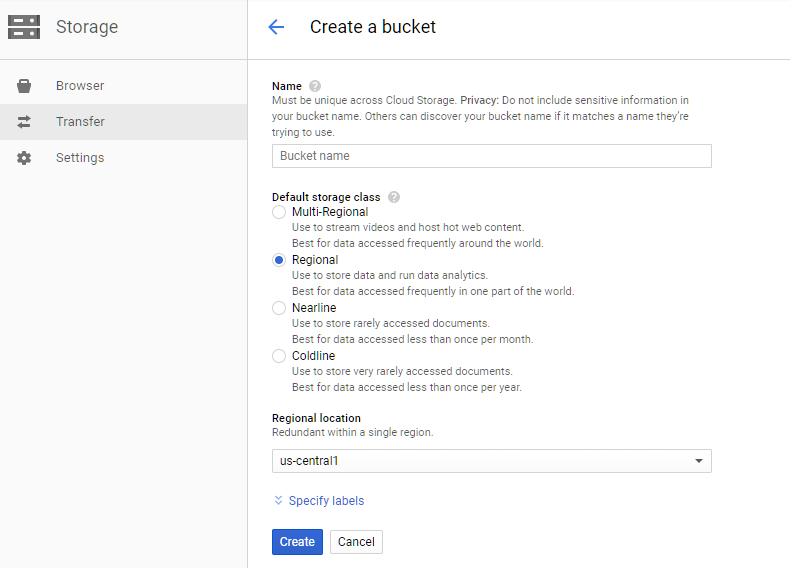 Storage
Create a bucket
Browser
Transfer
Settings
Name
Must be unique across Cloud Storage. Privacy: Do not include sensitive information in
your bucket name. Others can discover your bucket name if it matches a name they're
trying to use.
Bucket name
Default storage class
Multi-Regional
Use to stream videos and host hot web content.
Best for data accessed frequently around the world.
Regional
Use to store data and run data analytics.
Best for data accessed frequently in one part of the world.
Nearline
Use to store rarely accessed documents.
Best for data accessed less than once per month.
Coldline
Use to store very rarely accessed documents.
Best for data accessed less than once per year.
Regional location
Redundant within a single region.
us-central1
Specify labels
Create Cancel